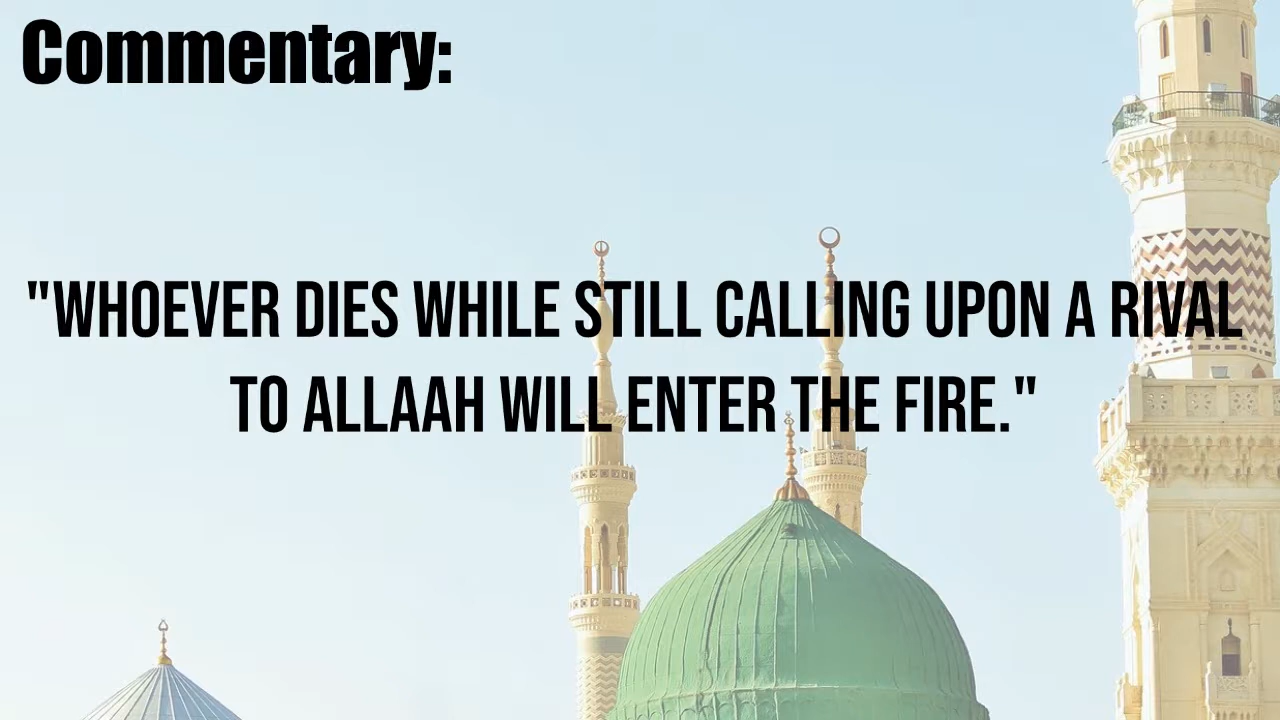 Commentary:
"WHOEVER DIES WHILE STILL CALLING UPON A RIVAL
TO ALLAAH WILL ENTER THE FIRE."